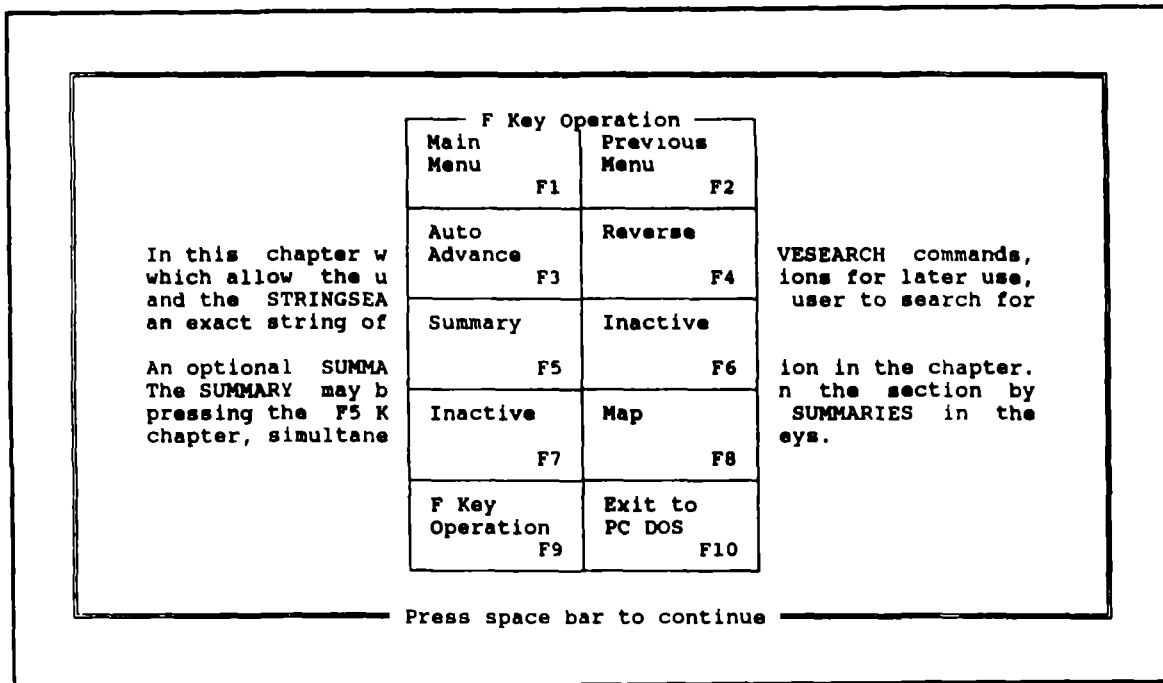 F Key Operation
Main Menu F1
Previous Menu F2
Auto Advance F3
Reverse F4
Summary F5
Inactive F6
Inactive F7
Map F8
F Key Operation F9
Exit to PC DOS F10
In this chapter w VESEARCH commands,
which allow the u ions for later use,
and the STRINGSEA user to search for
an exact string of
An optional SUMMA ion in the chapter.
The SUMMARY may b n the section by
pressing the F5 K SUMMARIES in the
chapter, simultane eys.
Press space bar to continue